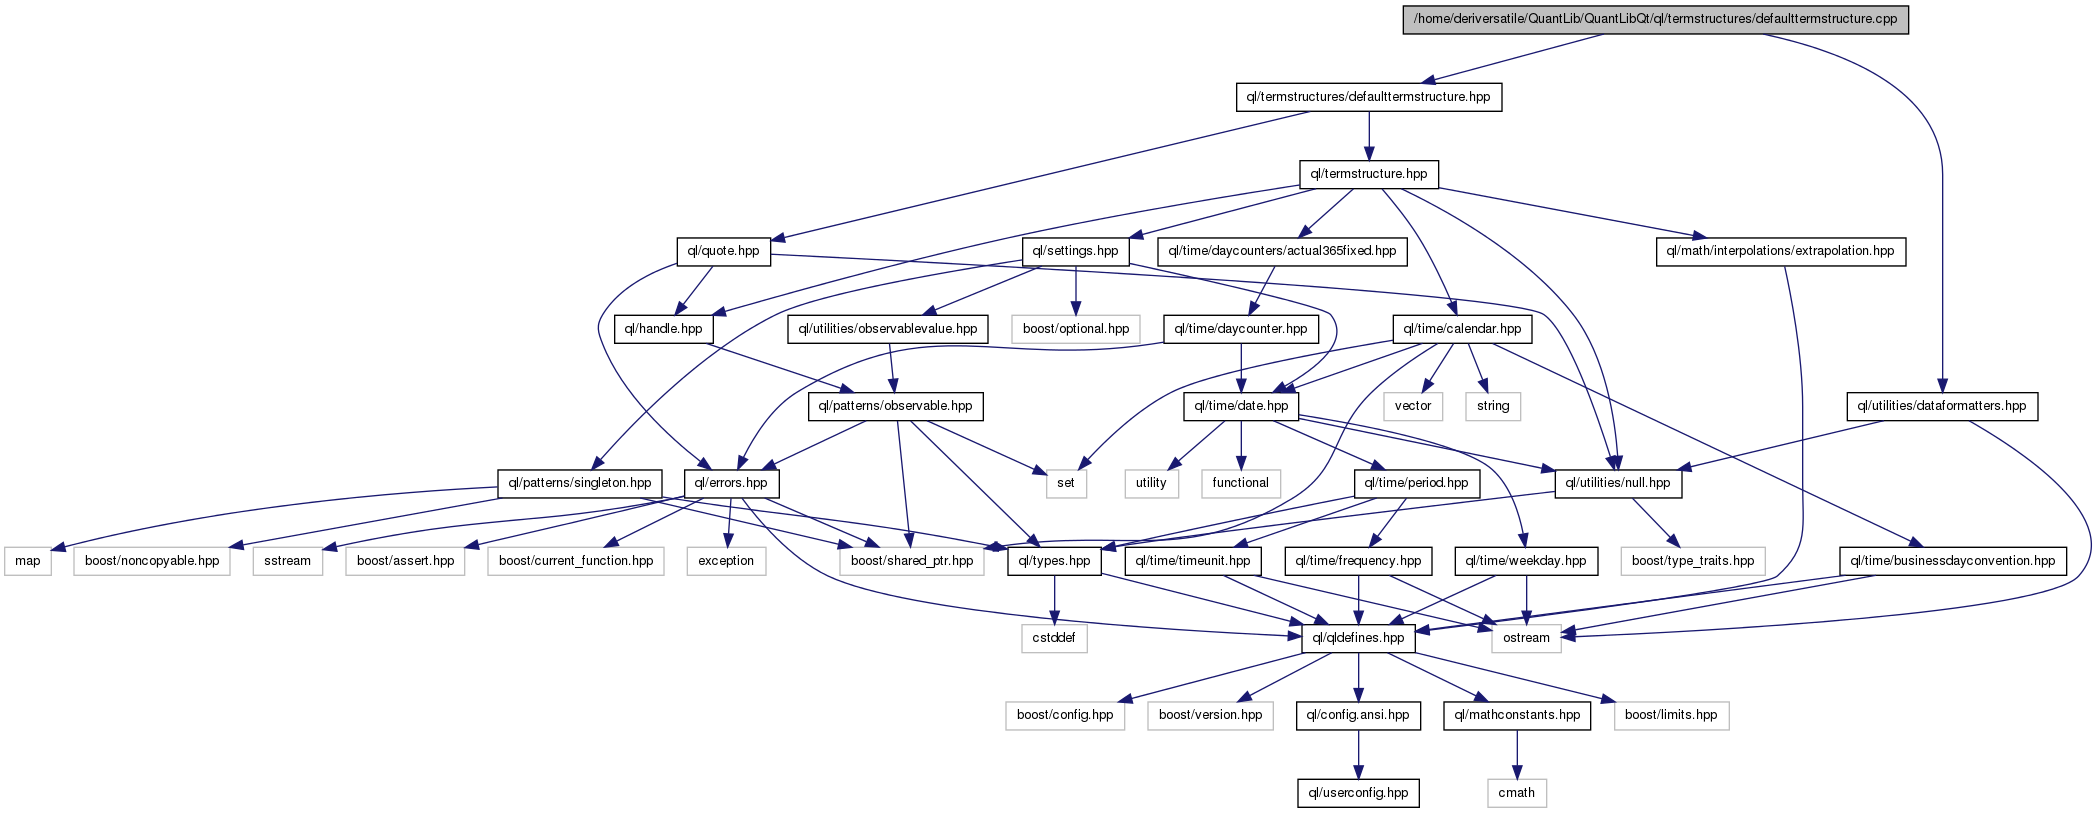 /home/deriversatile/QuantLib/QuantLibQt/ql/termstructures/defaulttermstructure.cpp
ql/termstructures/defaulttermstructure.hpp
ql/termstructure.hpp
ql/quote.hpp
ql/settings.hpp
ql/time/daycounters/actual365fixed.hpp
ql/math/interpolations/extrapolation.hpp
ql/handle.hpp
ql/utilities/observablevalue.hpp
boost/optional.hpp
ql/time/daycounter.hpp
ql/time/calendar.hpp
ql/patterns/observable.hpp
ql/time/date.hpp
vector
string
ql/utilities/dataformatters.hpp
ql/patterns/singleton.hpp
ql/errors.hpp
set
utility
functional
ql/time/period.hpp
ql/utilities/null.hpp
map
boost/noncopyable.hpp
sstream
boost/assert.hpp
boost/current_function.hpp
exception
boost/shared_ptr.hpp
ql/types.hpp
ql/time/timeunit.hpp
ql/time/frequency.hpp
ql/time/weekday.hpp
boost/type_traits.hpp
ql/time/businessdayconvention.hpp
cstddef
ql/qldefines.hpp
ostream
boost/config.hpp
boost/version.hpp
ql/config.ansi.hpp
ql/mathconstants.hpp
boost/limits.hpp
ql/userconfig.hpp
cmath